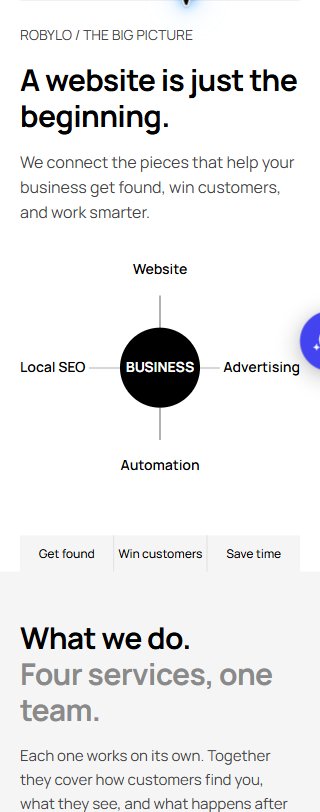 ROBYLO / THE BIG PICTURE
A website is just the
beginning.
We connect the pieces that help your
business get found, win customers,
and work smarter.
Website
Local SEO
BUSINESS
Advertising
Automation
Get found
Win customers
Save time
What we do.
Four services, one
team.
Each one works on its own. Together
they cover how customers find you,
what they see, and what happens after